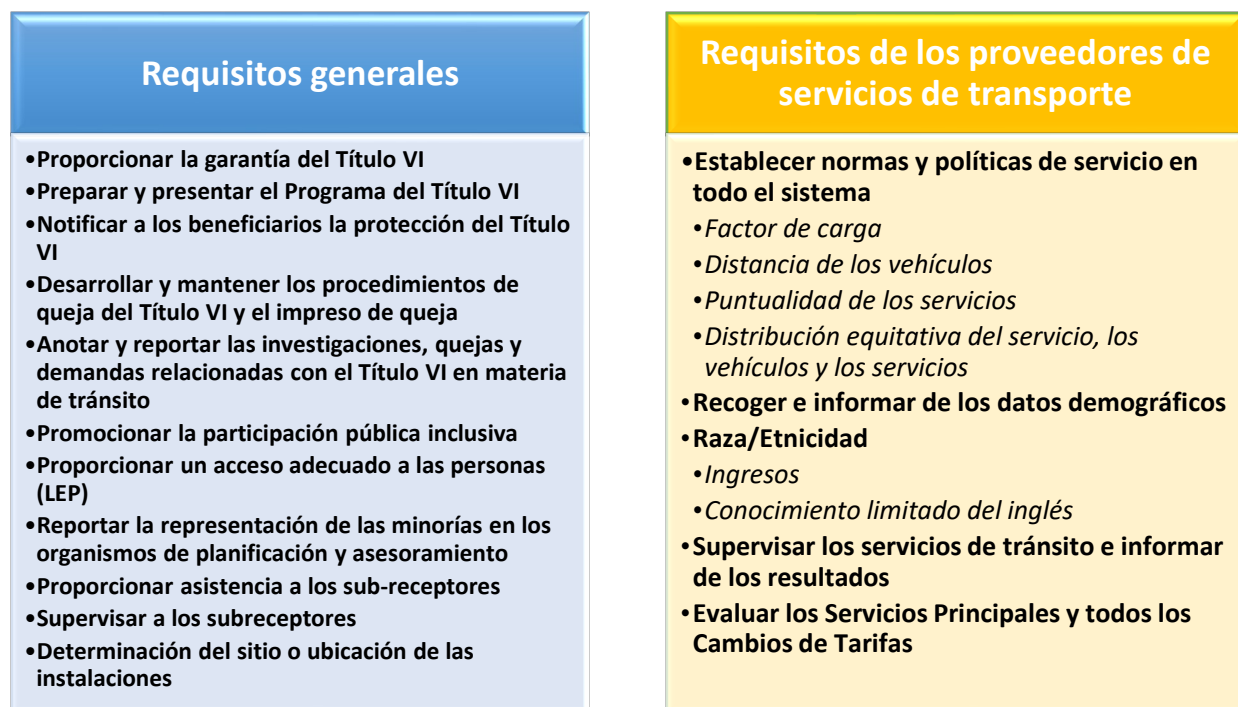 Requisitos generales
•Proporcionar la garantía del Título VI
•Preparar y presentar el Programa del Título VI
•Notificar a los beneficiarios la protección del Título
VI
•Desarrollar y mantener los procedimientos de
queja del Título VI y el impreso de queja
•Anotar y reportar las investigaciones, quejas y
demandas relacionadas con el Título VI en materia
de tránsito
•Promocionar la participación pública inclusiva
•Proporcionar un acceso adecuado a las personas
(LEP)
•Reportar la representación de las minorías en los
organismos de planificación y asesoramiento
•Proporcionar asistencia a los sub-receptores
•Supervisar a los subreceptores
•Determinación del sitio o ubicación de las
instalaciones
Requisitos de los proveedores de
servicios de transporte
•Establecer normas y políticas de servicio en
todo el sistema
•Factor de carga
•Distancia de los vehículos
•Puntualidad de los servicios
•Distribución equitativa del servicio, los
vehículos y los servicios
•Recoger e informar de los datos demográficos
•Raza/Etnicidad
•Ingresos
•Conocimiento limitado del inglés
•Supervisar los servicios de tránsito e informar
de los resultados
•Evaluar los Servicios Principales y todos los
Cambios de Tarifas